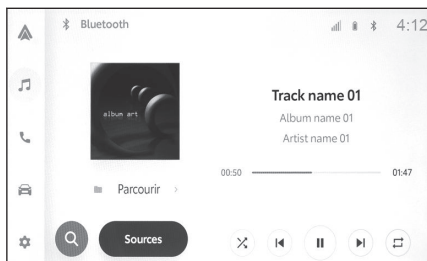 Bluetooth
4:12
album art
Track name 01
Album name 01
Artist name 01
00:50
01:47
Parcourir
Sources